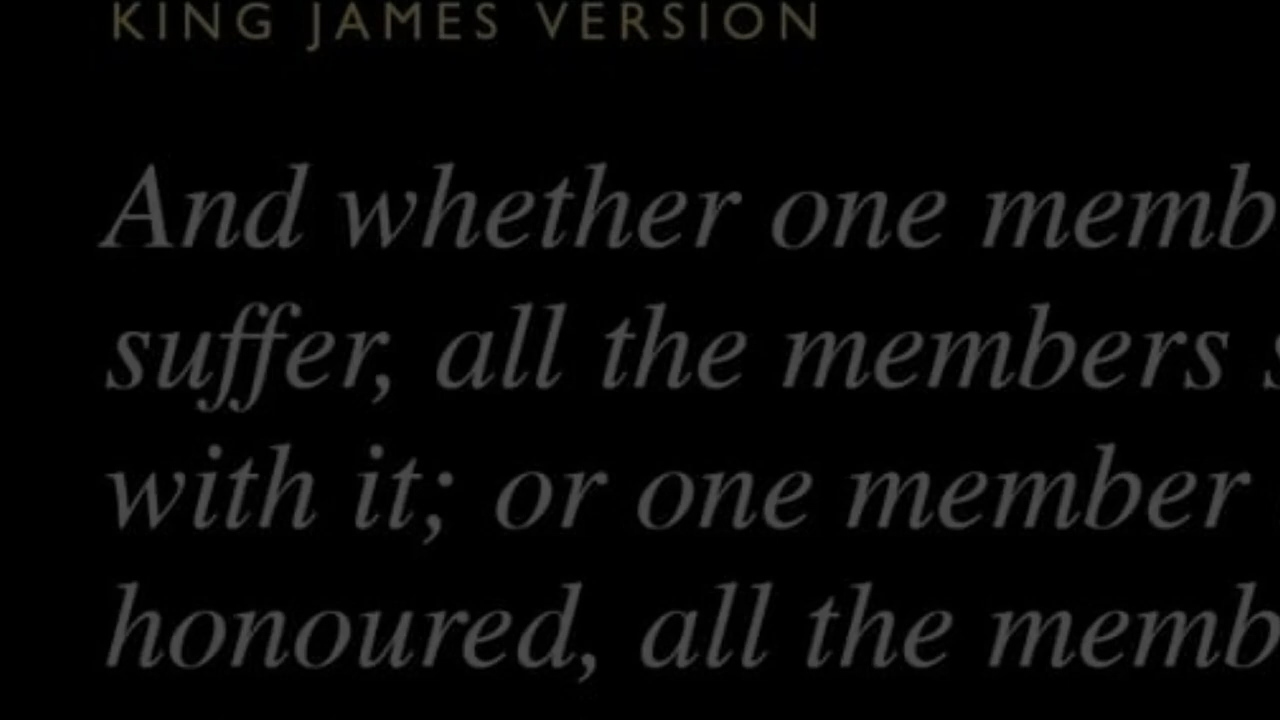 KING JAMES VERSION
And whether one memb
suffer, all the members s
with it; or one member
honoured, all the memb